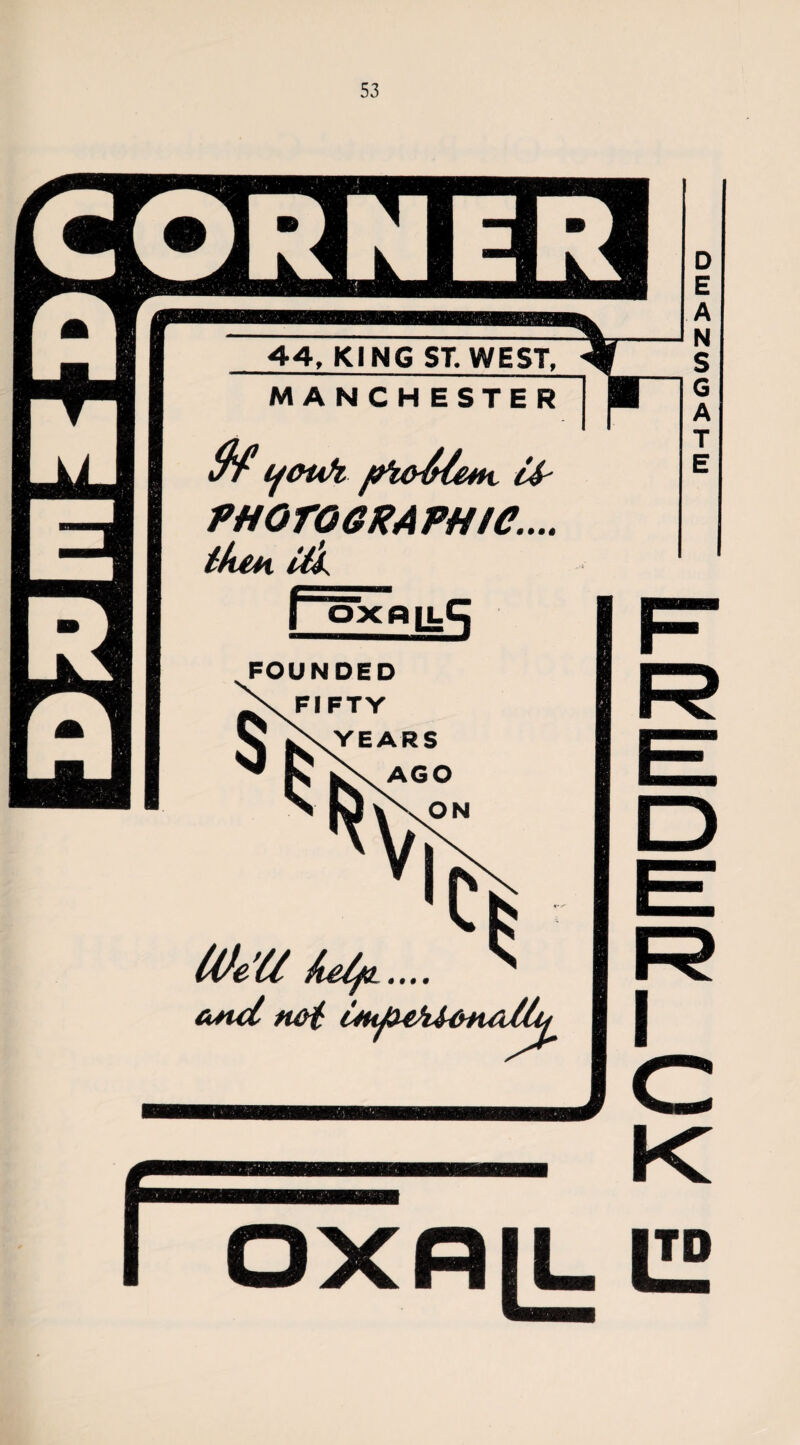 53
CORNER
CAMERA
DEANSGATE
44, KING ST. WEST,
MANCHESTER
If your problem is
PHOTOGRAPHIC....
then it's
FOXALLS
FOUNDED
FIFTY
YEARS
AGO
ON
SERVICE
We'll help....
and not impersonally
FREDERICK
FOXALL LTD